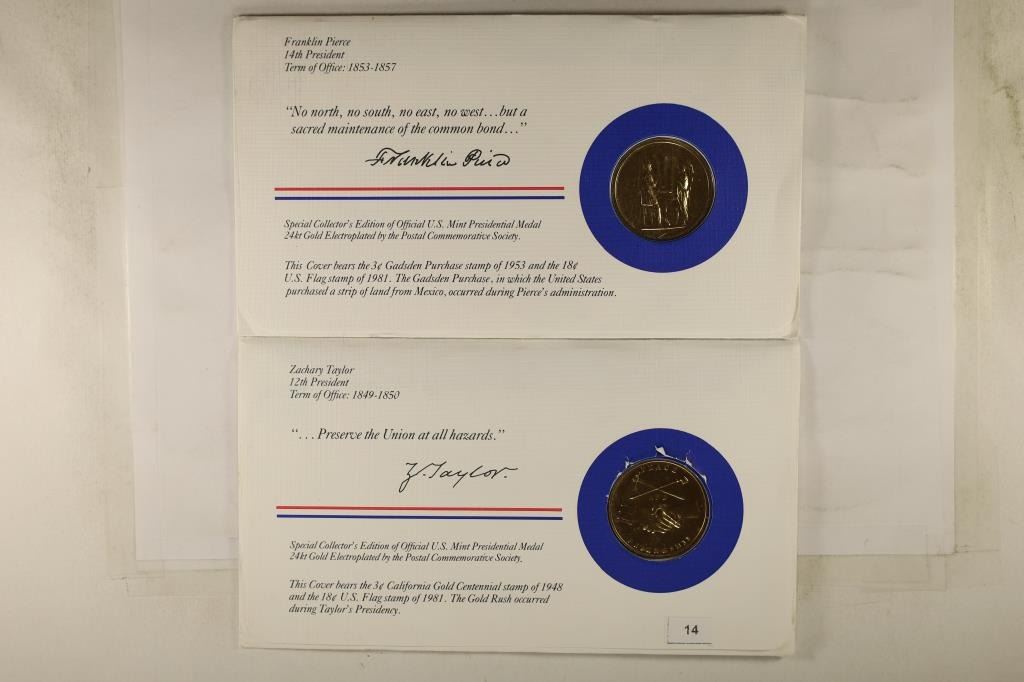 Franklin Pierce
14th President
Term of Office: 1853-1857
“No north, no south, no east, no west...but a
sacred maintenance of the common bond...”
Franklin Pierce
Special Collector's Edition of Official U.S. Mint Presidential Medal
24kt Gold Electroplated by the Postal Commemorative Society.
This Cover bears the 3¢ Gadsden Purchase stamp of 1953 and the 18¢
U.S. Flag stamp of 1981. The Gadsden Purchase, in which the United States
purchased a strip of land from Mexico, occurred during Pierce's administration.
Zachary Taylor
12th President
Term of Office: 1849-1850
“...Preserve the Union at all hazards.”
Z. Taylor.
PEACE
AND
FRIENDSHIP
Special Collector's Edition of Official U.S. Mint Presidential Medal
24kt Gold Electroplated by the Postal Commemorative Society.
This Cover bears the 3¢ California Gold Centennial stamp of 1948
and the 18¢ U.S. Flag stamp of 1981. The Gold Rush occurred
during Taylor's Presidency.
14